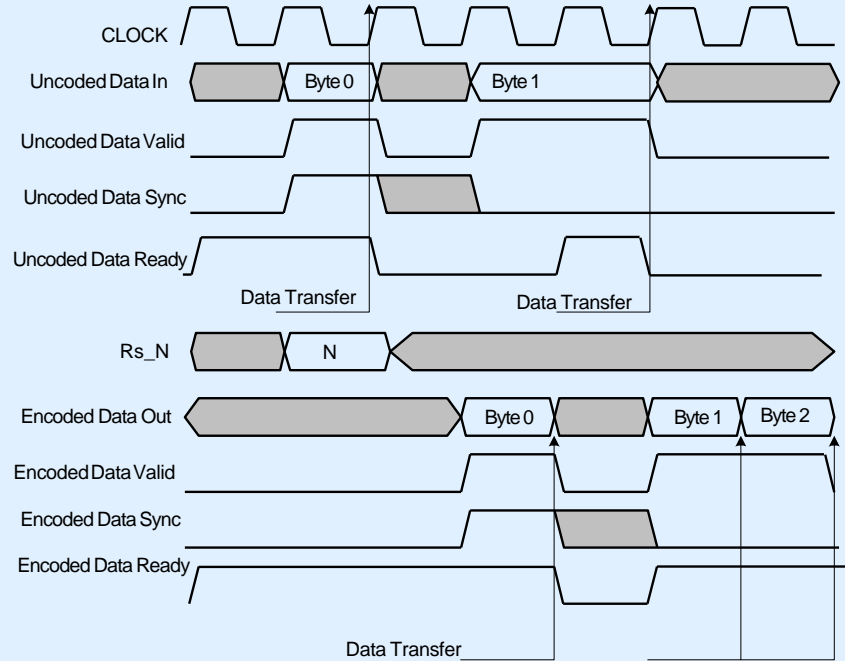 CLOCK
Uncoded Data In
Byte 0
Byte 1
Uncoded Data Valid
Uncoded Data Sync
Uncoded Data Ready
Data Transfer
Data Transfer
Rs_N
N
Encoded Data Out
Byte 0
Byte 1
Byte 2
Encoded Data Valid
Encoded Data Sync
Encoded Data Ready
Data Transfer